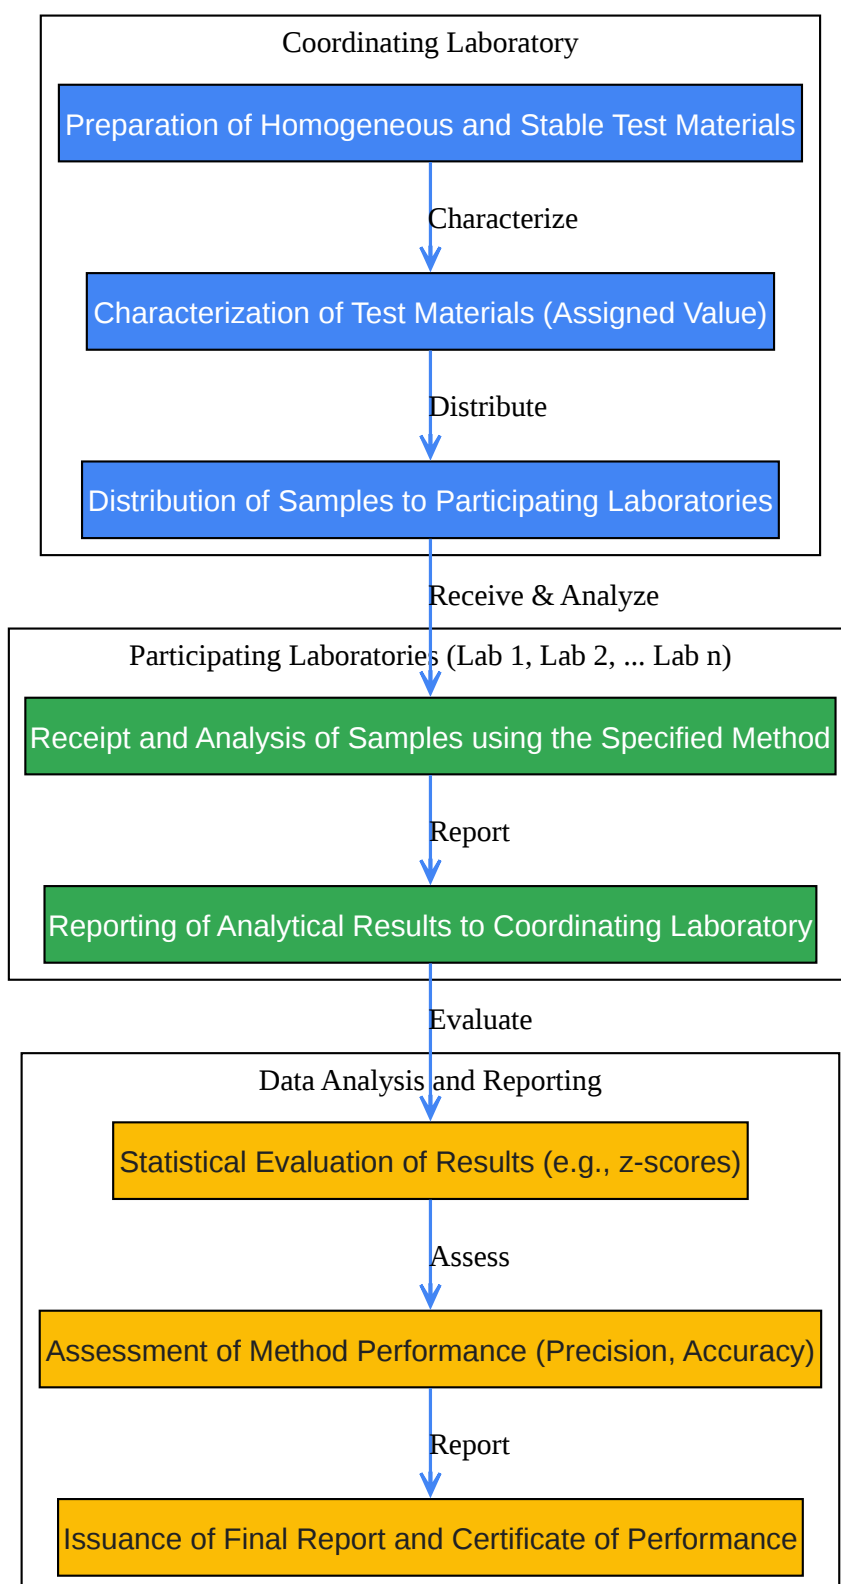 Coordinating Laboratory
Preparation of Homogeneous and Stable Test Materials
Characterize
Characterization of Test Materials (Assigned Value)
Distribute
Distribution of Samples to Participating Laboratories
Receive & Analyze
Participating Laboratories (Lab 1, Lab 2, ... Lab n)
Receipt and Analysis of Samples using the Specified Method
Report
Reporting of Analytical Results to Coordinating Laboratory
Evaluate
Data Analysis and Reporting
Statistical Evaluation of Results (e.g., z-scores)
Assess
Assessment of Method Performance (Precision, Accuracy)
Report
Issuance of Final Report and Certificate of Performance